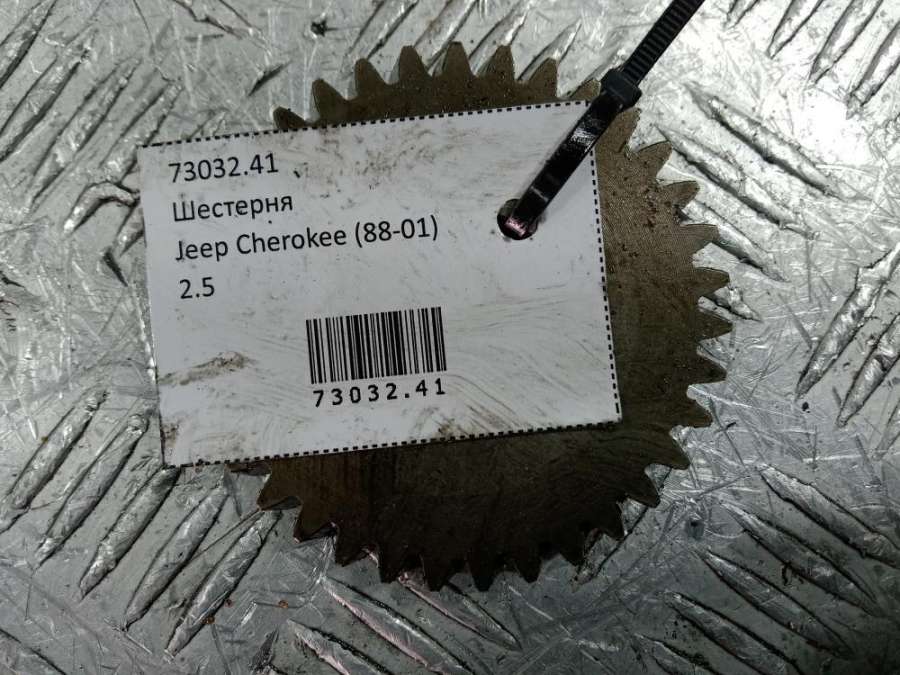 73032.41
Шестерня
Jeep Cherokee (88-01)
2.5
73032.41